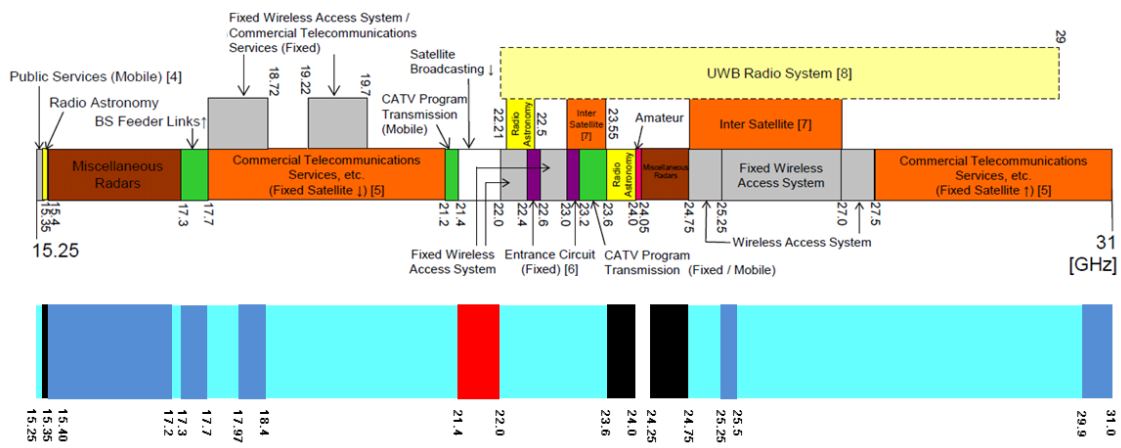 Fixed Wireless Access System /
Commercial Telecommunications
Services (Fixed)
Satellite
Broadcasting ↓
29
Public Services (Mobile) [4]
18.72
19.22
19.7
UWB Radio System [8]
Radio Astronomy
BS Feeder Links↑
CATV Program
Transmission
(Mobile)
22.21
Radio
Astronomy
22.5
Inter
Satellite
[7]
23.55
Amateur
Inter Satellite [7]
Miscellaneous
Radars
Commercial Telecommunications
Services, etc.
(Fixed Satellite ↓) [5]
Radio
Astronomy
Miscellaneous
Radars
Fixed Wireless
Access System
Commercial Telecommunications
Services, etc.
(Fixed Satellite ↑) [5]
15.35
15.4
17.3
17.7
21.2
21.4
22.0
22.4
22.6
23.0
23.2
23.6
24.0
24.05
24.75
25.25
27.0
27.5
15.25
Fixed Wireless
Access System
Entrance Circuit
(Fixed) [6]
CATV Program
Transmission (Fixed / Mobile)
Wireless Access System
31
[GHz]
15.25
15.35
15.40
17.2
17.3
17.7
17.97
18.4
21.4
22.0
23.6
24.0
24.25
24.75
25.25
25.5
29.9
31.0